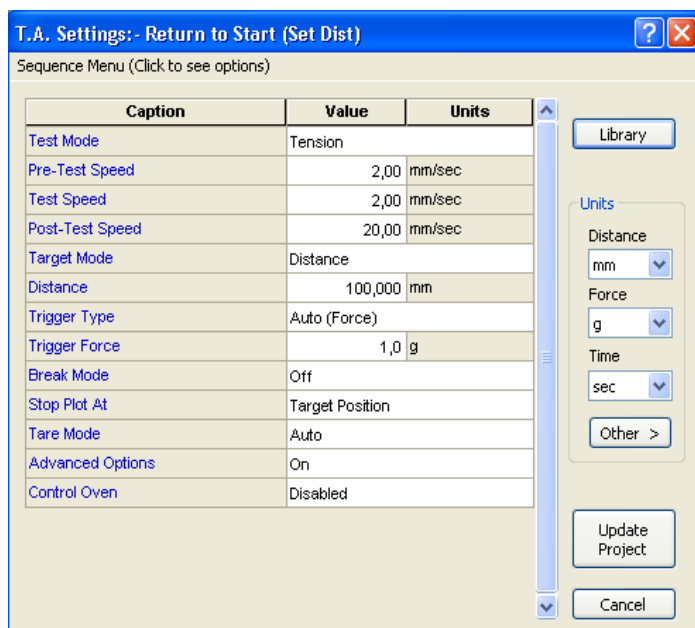 T.A. Settings:- Return to Start (Set Dist)
Sequence Menu (Click to see options)
Caption Value Units
Test Mode Tension
Pre-Test Speed 2,00 mm/sec
Test Speed 2,00 mm/sec
Post-Test Speed 20,00 mm/sec
Target Mode Distance
Distance 100,000 mm
Trigger Type Auto (Force)
Trigger Force 1,0 g
Break Mode Off
Stop Plot At Target Position
Tare Mode Auto
Advanced Options On
Control Oven Disabled
Library
Units
Distance
mm
Force
g
Time
sec
Other >
Update
Project
Cancel